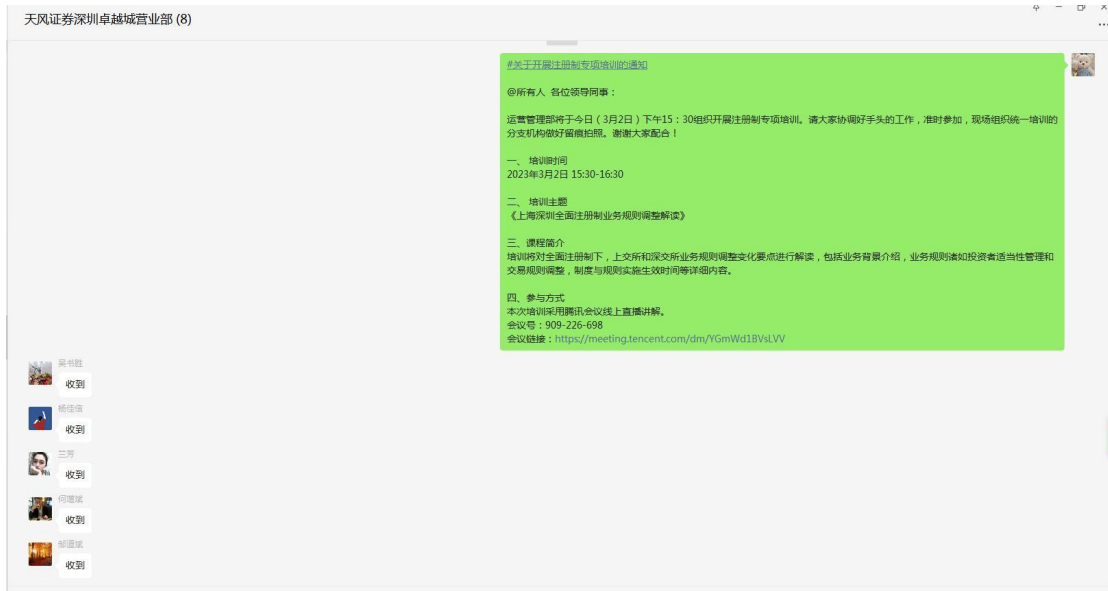 天风证券深圳卓越城营业部 (8)
#关于开展注册制专项培训的通知
@所有人 各位领导同事：
运营管理部将于今日（3月2日）下午15：30组织开展注册制专项培训。请大家协调好手头的工作，准时参加，现场组织统一培训的
分支机构做好留痕拍照。谢谢大家配合！
一、 培训时间
2023年3月2日 15:30-16:30
二、 培训主题
《上海深圳全面注册制业务规则调整解读》
三、课程简介
培训将对全面注册制下，上交所和深交所业务规则调整变化要点进行解读，包括业务背景介绍，业务规则诸如投资者适当性管理和
交易规则调整，制度与规则实施生效时间等详细内容。
四、参与方式
本次培训采用腾讯会议线上直播讲解。
会议号：909-226-698
会议链接：https://meeting.tencent.com/dm/YGmWd1BVsLVV
吴书胜
收到
杨佳信
收到
三芳
收到
何增斌
收到
邹道斌
收到